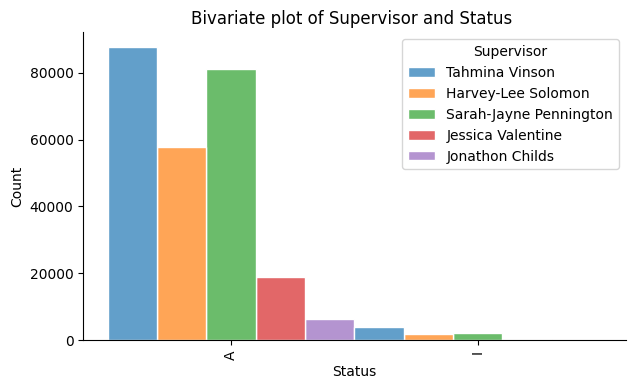 Bivariate plot of Supervisor and Status
Supervisor
Tahmina Vinson
Harvey-Lee Solomon
Sarah-Jayne Pennington
Jessica Valentine
Jonathon Childs
Count
80000
60000
40000
20000
0
A
I
Status